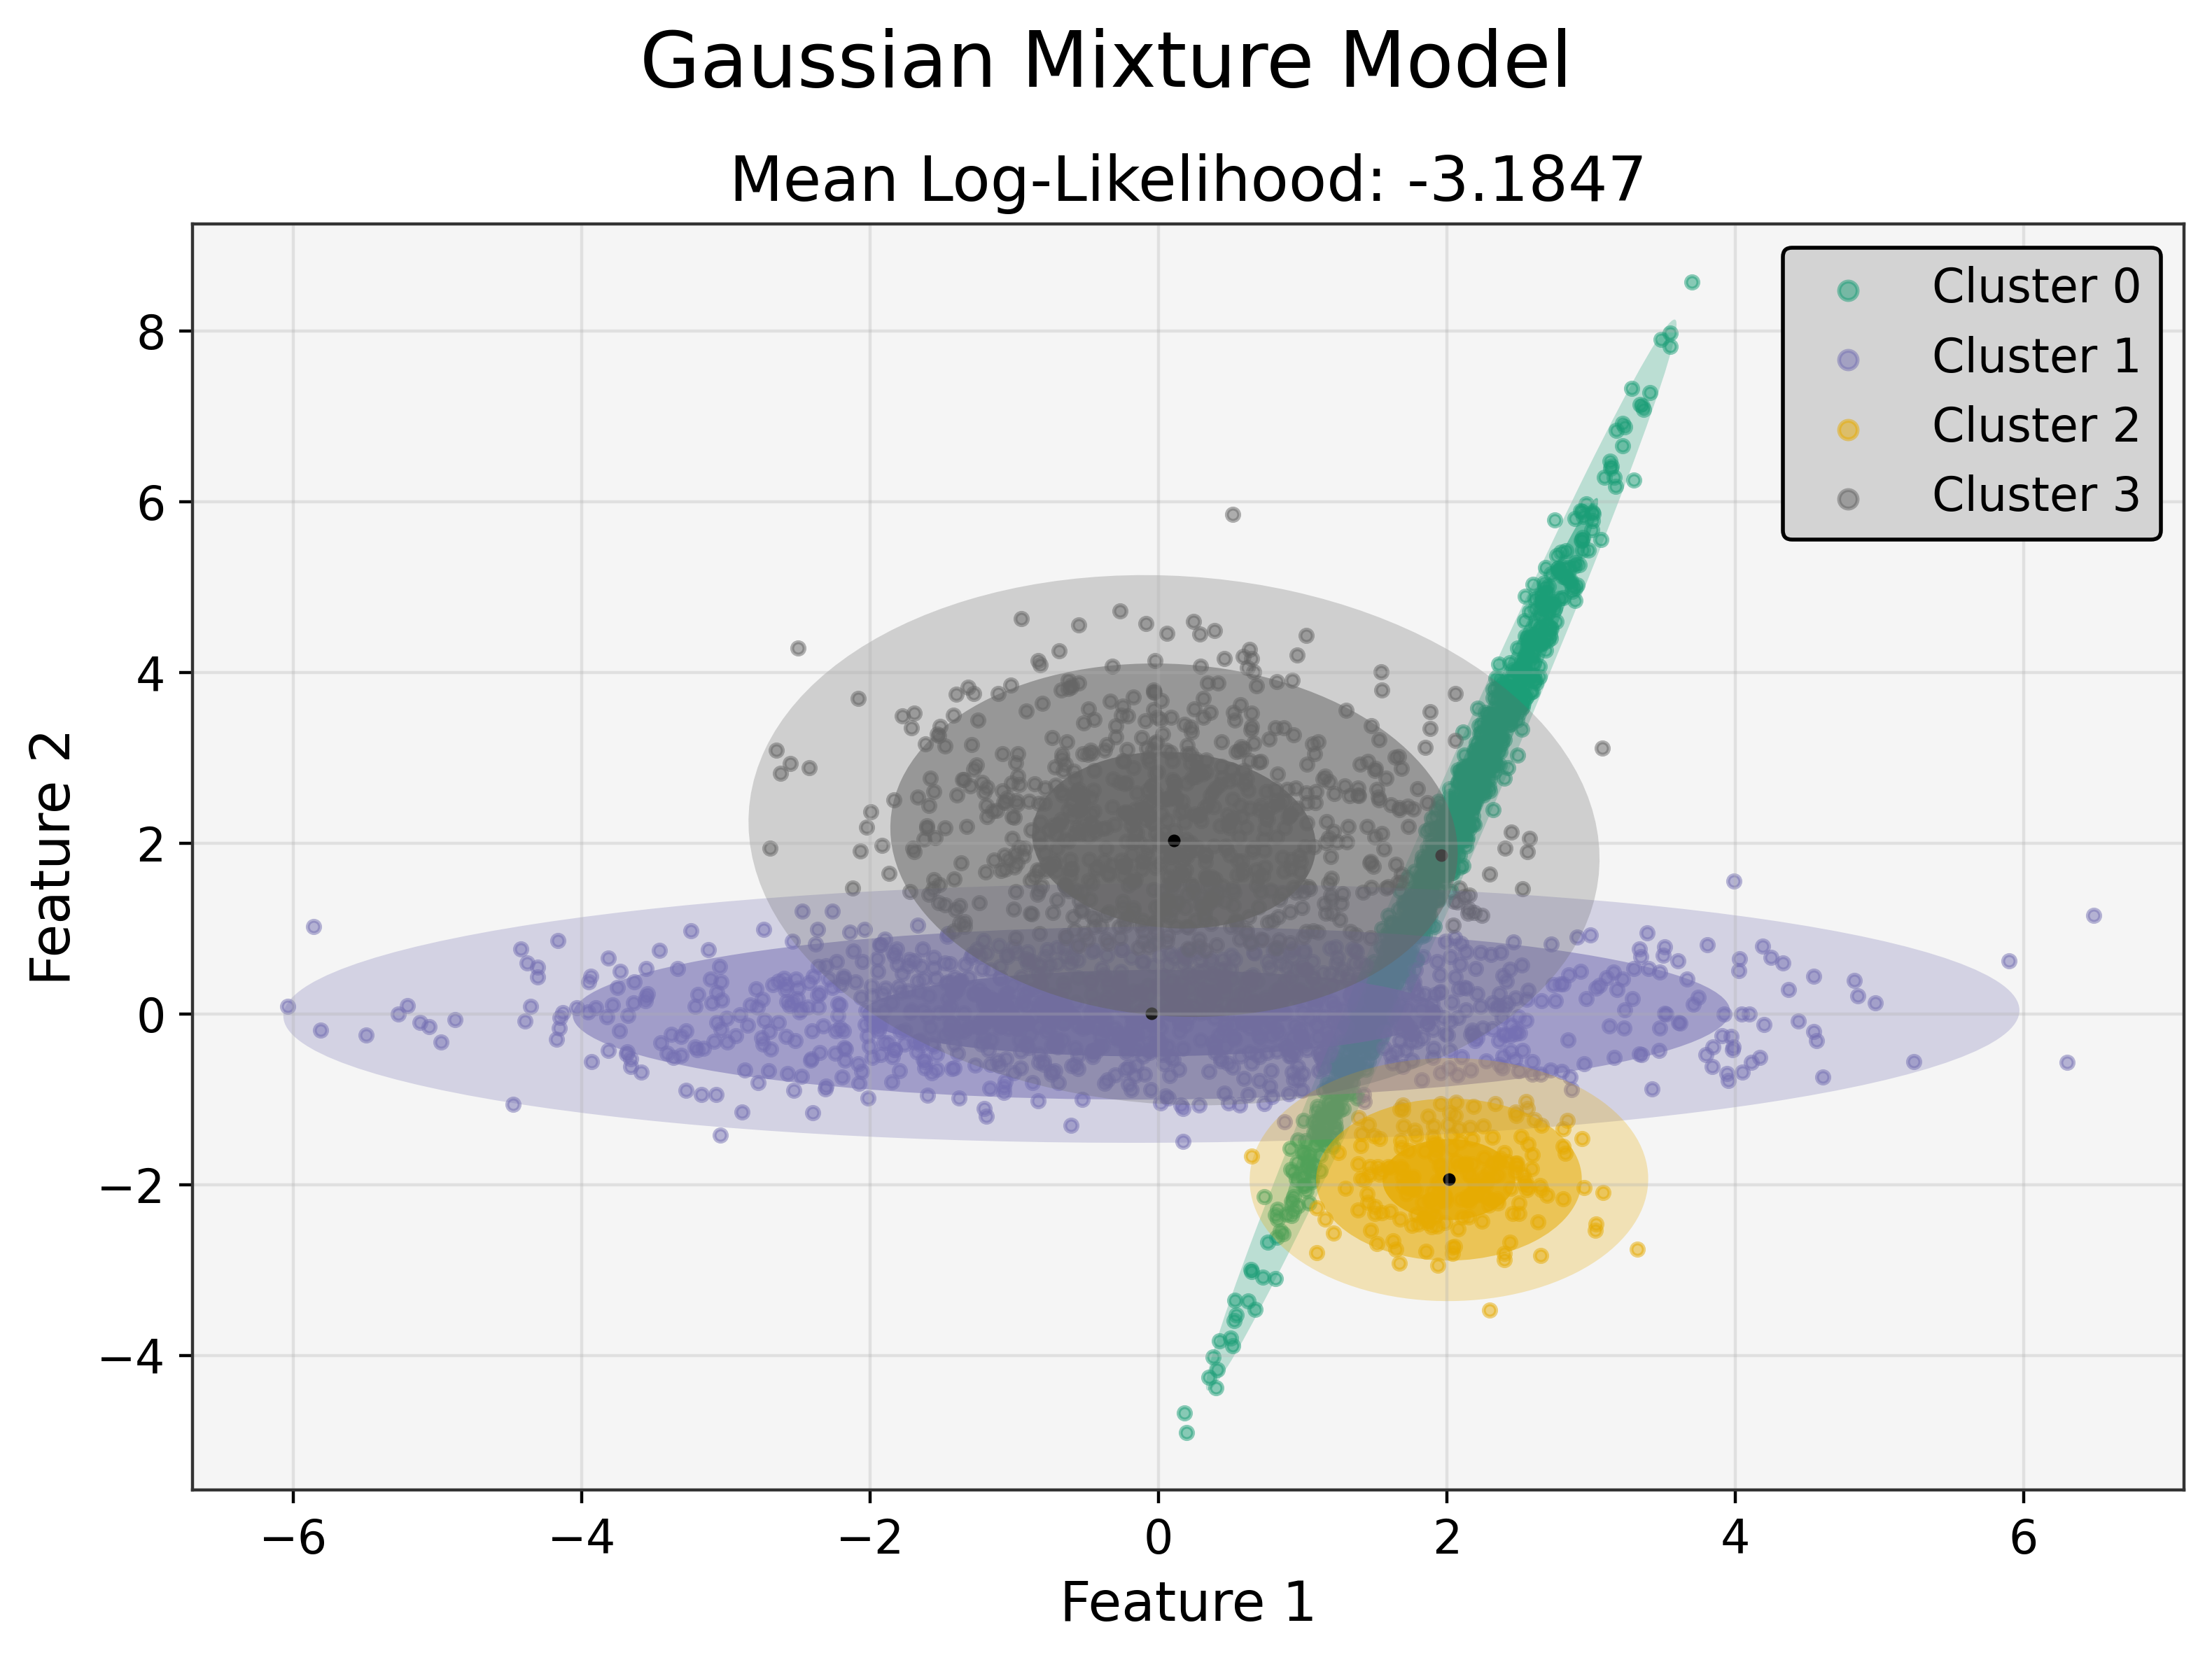 Gaussian Mixture Model
Mean Log-Likelihood: -3.1847
Cluster 0
Cluster 1
Cluster 2
Cluster 3
Feature 2
8
6
4
2
0
−2
−4
−6
−4
−2
0
2
4
6
Feature 1